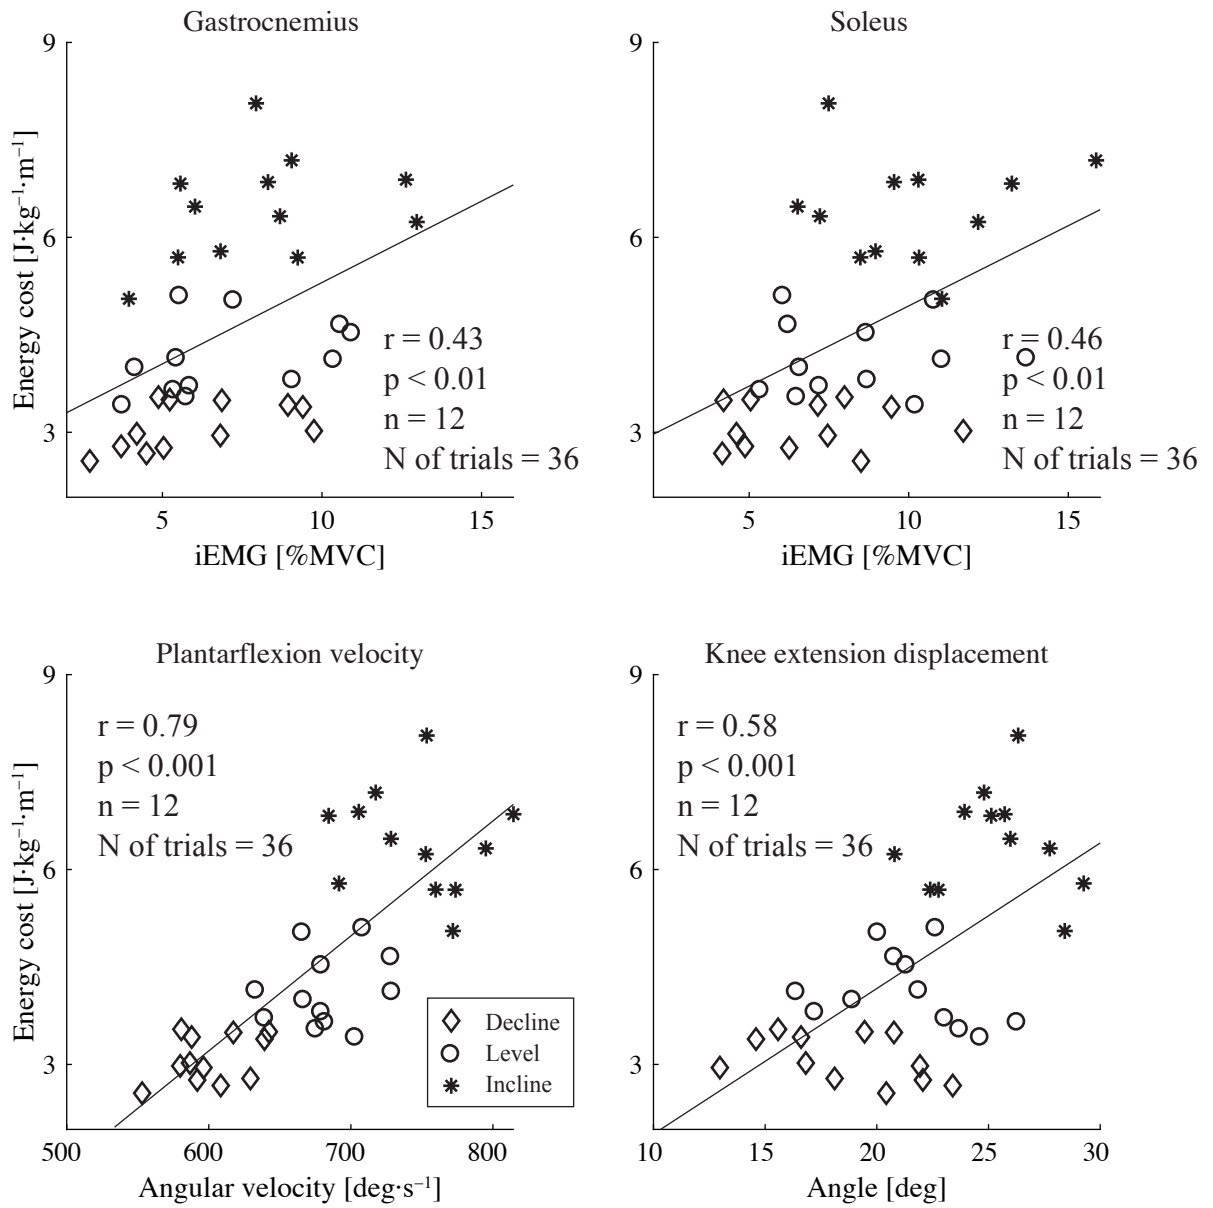 Gastrocnemius
9
6
3
Energy cost [J·kg⁻¹·m⁻¹]
r = 0.43
p < 0.01
n = 12
N of trials = 36
5 10 15
iEMG [%MVC]
Soleus
9
6
3
r = 0.46
p < 0.01
n = 12
N of trials = 36
5 10 15
iEMG [%MVC]
Plantarflexion velocity
9
6
3
Energy cost [J·kg⁻¹·m⁻¹]
r = 0.79
p < 0.001
n = 12
N of trials = 36
Decline
Level
Incline
500 600 700 800
Angular velocity [deg·s⁻¹]
Knee extension displacement
9
6
3
r = 0.58
p < 0.001
n = 12
N of trials = 36
10 15 20 25 30
Angle [deg]